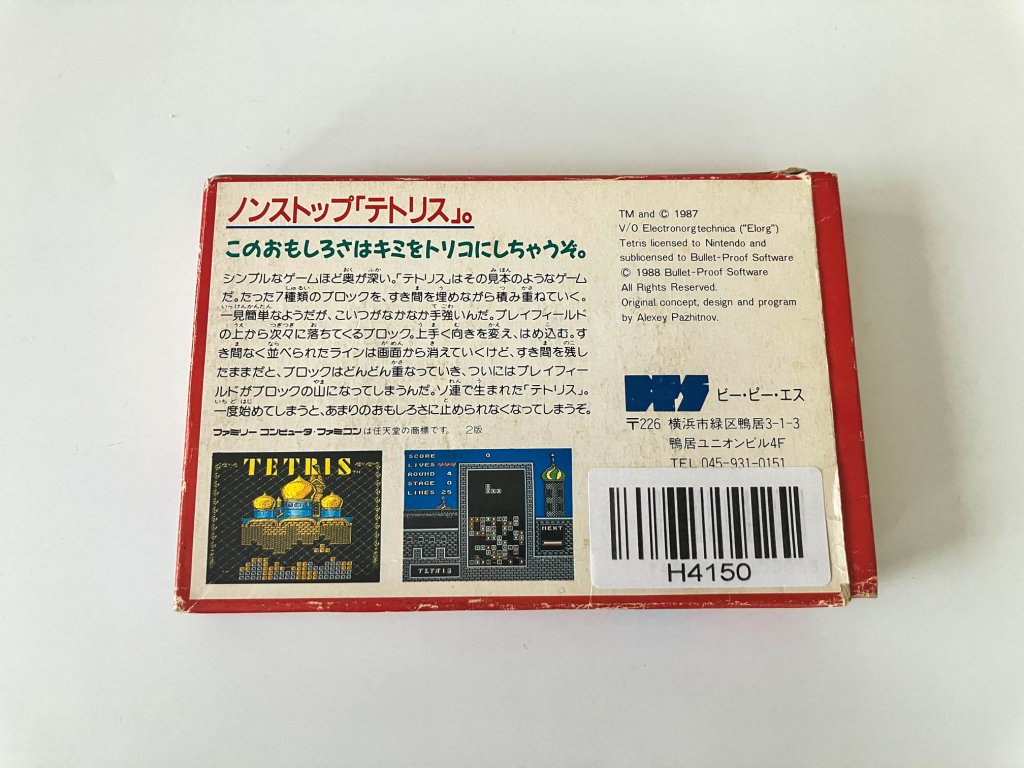 ノンストップ「テトリス」。
このおもしろさはキミをトリコにしちゃうぞ。
シンプルなゲームほど奥が深い。「テトリス」はその見本のようなゲーム
だ。たった7種類のブロックを、すき間を埋めながら積み重ねていく。
一見簡単なようだが、こいつがなかなか手強いんだ。プレイフィールド
の上から次々に落ちてくるブロック。上手く向きを変え、はめ込む。す
き間なく並べられたラインは画面から消えていくけど、すき間を残し
たままだと、ブロックはどんどん重なっていき、ついにはプレイフィー
ルドがブロックの山になってしまうんだ。ソ連で生まれた「テトリス」。
一度始めてしまうと、あまりのおもしろさに止められなくなってしまうぞ。
ファミリーコンピュータ・ファミコンは任天堂の商標です。 2版
TETRIS™
SCORE 0
LIVES
ROUND 4
STAGE 0
LINES 25
NEXT
TETRIS
TM and © 1987
V/O Electronorgtechnica ("Elorg")
Tetris licensed to Nintendo and
sublicensed to Bullet-Proof Software
© 1988 Bullet-Proof Software
All Rights Reserved.
Original concept, design and program
by Alexey Pazhitnov.
BPS ビー・ピー・エス
〒226 横浜市緑区鴨居3-1-3
鴨居ユニオンビル4F
TEL 045-931-0151
H4150